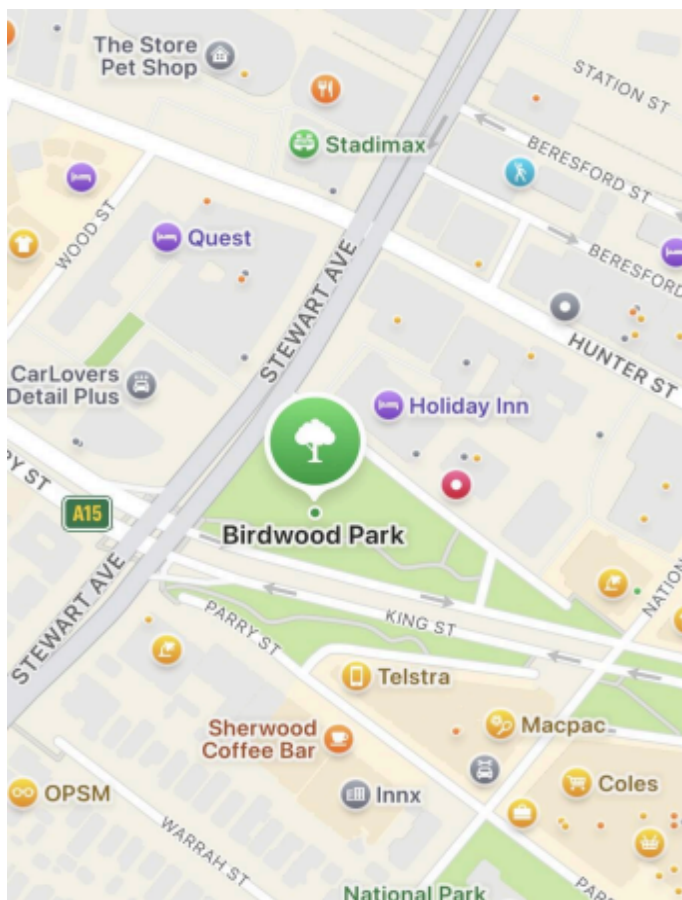 The Store
Pet Shop
STATION ST
Stadimax
BERESFORD ST
Quest
WOOD ST
BERESFORD
STEWART AVE
HUNTER ST
CarLovers
Detail Plus
Holiday Inn
RY ST
A15
Birdwood Park
NATION
KING ST
PARRY ST
STEWART AVE
Telstra
Sherwood
Coffee Bar
Macpac
Coles
OPSM
Innx
WARRAH ST
National Park
PAR